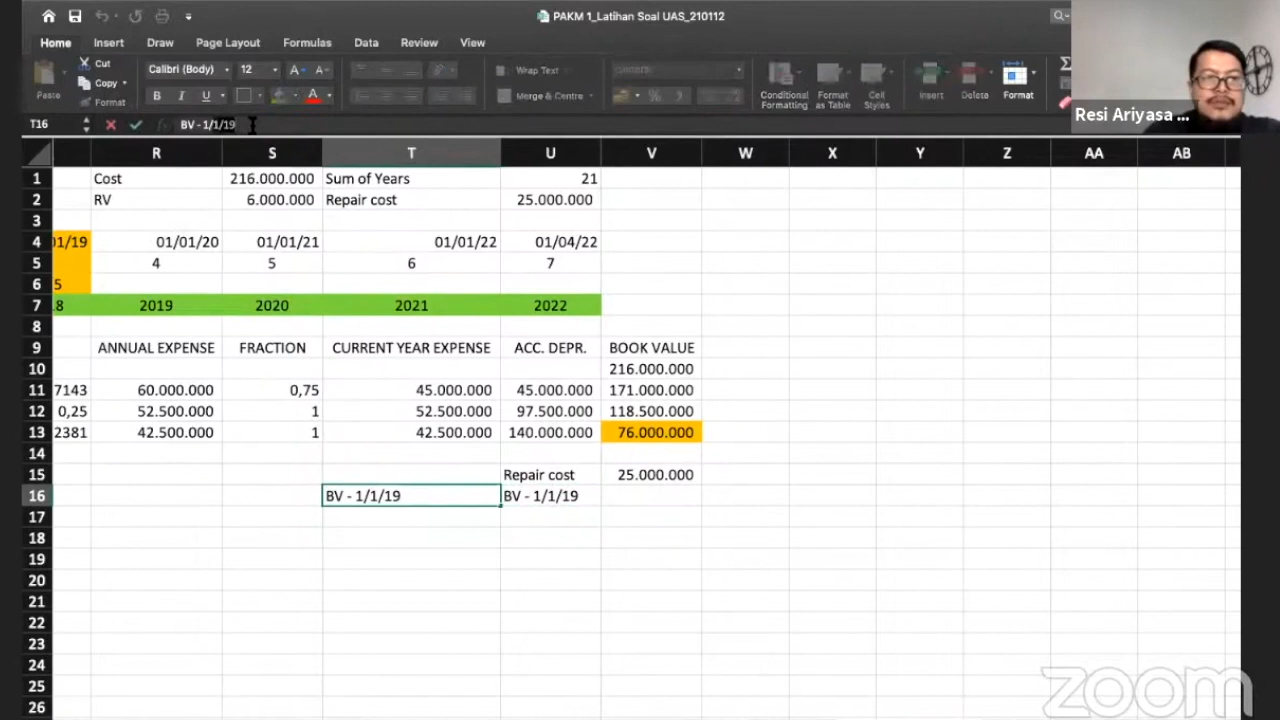 PAKM 1_Latihan Soal UAS_210112
Home Insert Draw Page Layout Formulas Data Review View
Paste Cut Copy Format Calibri (Body) 12 A A B I U A Wrap Text Merge & Centre General % Conditional Formatting Format as Table Cell Styles Insert Delete Format
Resi Ariyasa ...
T16 BV - 1/1/19
R S T U V W X Y Z AA AB
1 Cost 216.000.000 Sum of Years 21
2 RV 6.000.000 Repair cost 25.000.000
3
4 01/19 01/01/20 01/01/21 01/01/22 01/04/22
5 4 5 6 7
6 5
7 8 2019 2020 2021 2022
8
9 ANNUAL EXPENSE FRACTION CURRENT YEAR EXPENSE ACC. DEPR. BOOK VALUE
10 216.000.000
11 7143 60.000.000 0,75 45.000.000 45.000.000 171.000.000
12 0,25 52.500.000 1 52.500.000 97.500.000 118.500.000
13 2381 42.500.000 1 42.500.000 140.000.000 76.000.000
14
15 Repair cost 25.000.000
16 BV - 1/1/19 BV - 1/1/19
17
18
19
20
21
22
23
24
25
26
zoom